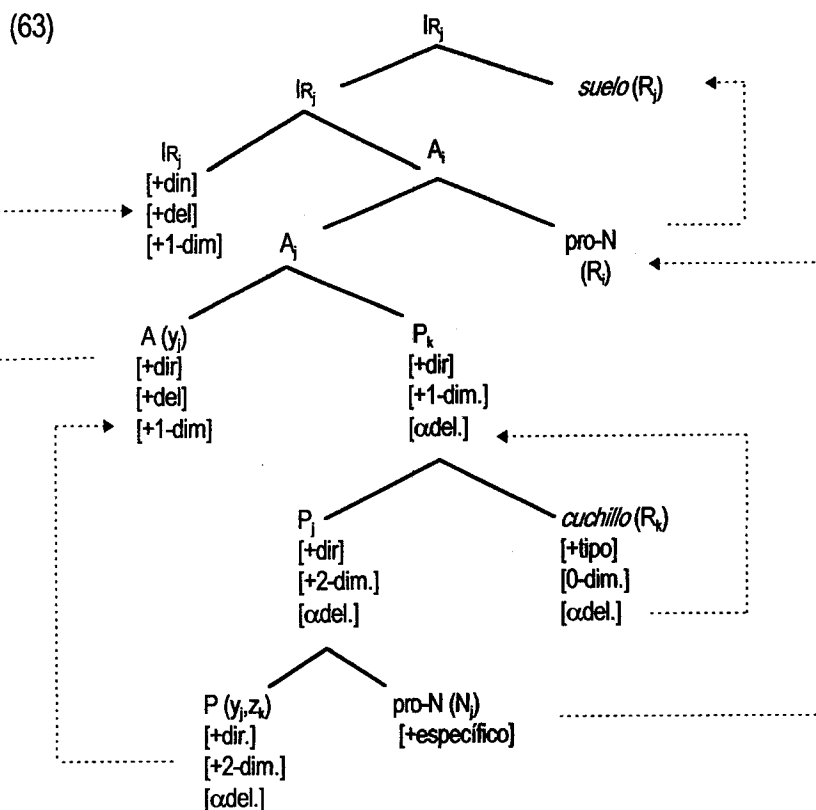 (63)
IRj
IRj
suelo (Rj)
IRj
[+din]
[+del]
[+1-dim]
Ai
Aj
pro-N
(Ri)
A (yj)
[+dir]
[+del]
[+1-dim]
Pk
[+dir]
[+1-dim.]
[αdel.]
Pj
[+dir]
[+2-dim.]
[αdel.]
cuchillo (Rk)
[+tipo]
[0-dim.]
[αdel.]
P (yj,zk)
[+dir.]
[+2-dim.]
[αdel.]
pro-N (Nj)
[+específico]